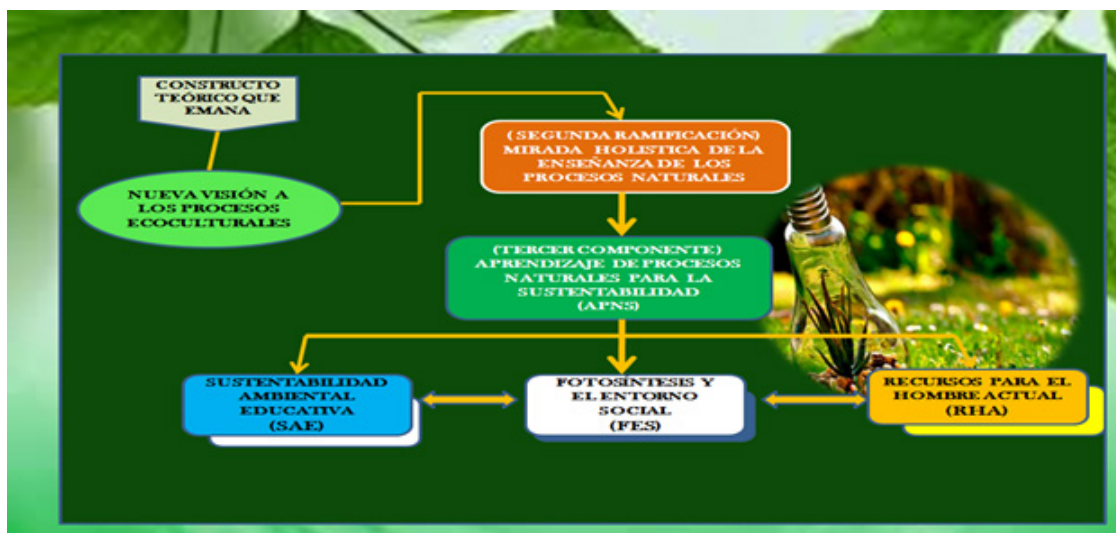 CONSTRUCTO
TEÓRICO QUE
EMANA
NUEVA VISIÓN A
LOS PROCESOS
ECOCULTURALES
( SEGUNDA RAMIFICACIÓN)
MIRADA HOLISTICA DE LA
ENSEÑANZA DE LOS
PROCESOS NATURALES
(TERCER COMPONENTE)
APRENDIZAJE DE PROCESOS
NATURALES PARA LA
SUSTENTABILIDAD
(APNS)
SUSTENTABILIDAD
AMBIENTAL
EDUCATIVA
(SAE)
FOTOSÍNTESIS Y
EL ENTORNO
SOCIAL
(FES)
RECURSOS PARA EL
HOMBRE ACTUAL
(RHA)